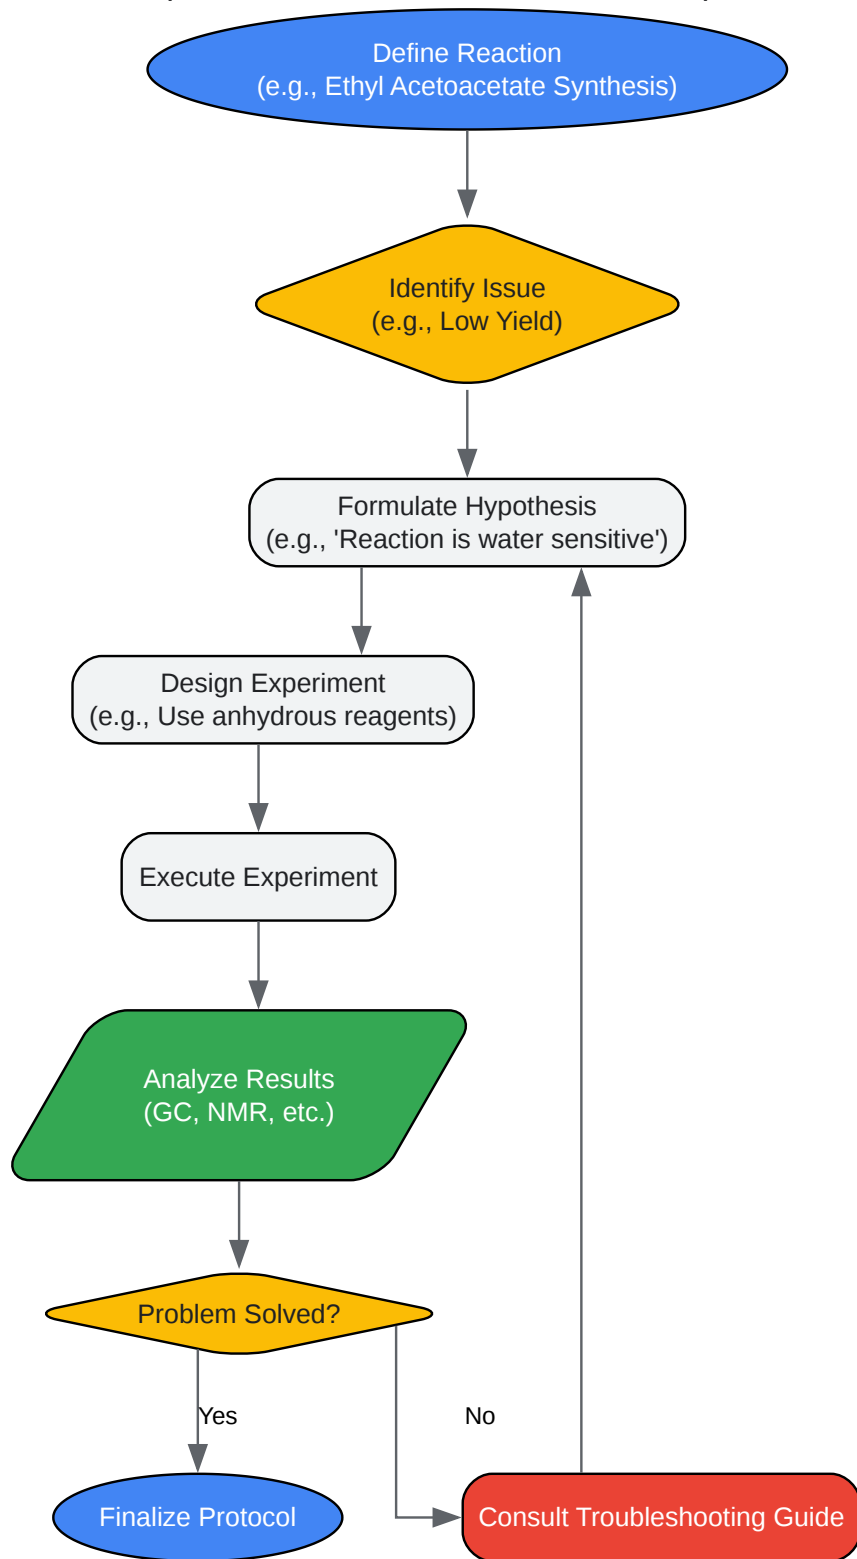 Define Reaction
(e.g., Ethyl Acetoacetate Synthesis)
Identify Issue
(e.g., Low Yield)
Formulate Hypothesis
(e.g., 'Reaction is water sensitive')
Design Experiment
(e.g., Use anhydrous reagents)
Execute Experiment
Analyze Results
(GC, NMR, etc.)
Problem Solved?
Yes
No
Finalize Protocol
Consult Troubleshooting Guide